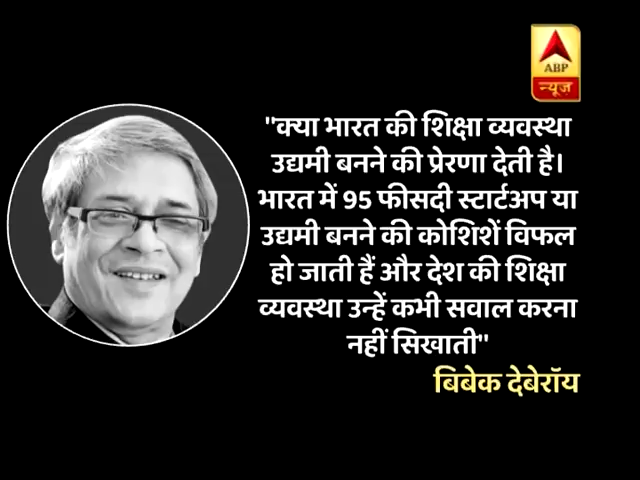 ABP
न्यूज़
"क्या भारत की शिक्षा व्यवस्था
उद्यमी बनने की प्रेरणा देती है।
भारत में 95 फीसदी स्टार्टअप या
उद्यमी बनने की कोशिशें विफल
हो जाती हैं और देश की शिक्षा
व्यवस्था उन्हें कभी सवाल करना
नहीं सिखाती"
बिबेक देबेरॉय